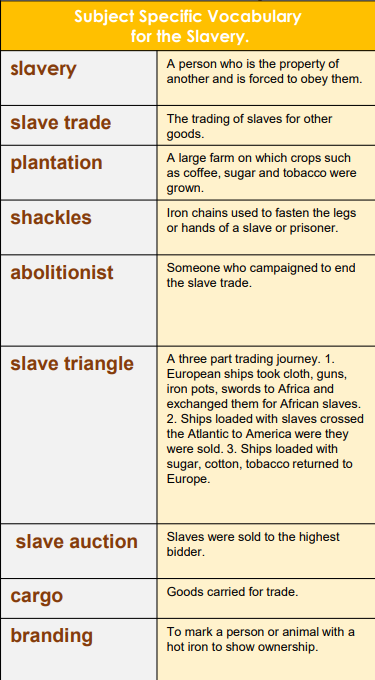 Subject Specific Vocabulary
for the Slavery.
slavery
A person who is the property of
another and is forced to obey them.
slave trade
The trading of slaves for other
goods.
plantation
A large farm on which crops such
as coffee, sugar and tobacco were
grown.
shackles
Iron chains used to fasten the legs
or hands of a slave or prisoner.
abolitionist
Someone who campaigned to end
the slave trade.
slave triangle
A three part trading journey. 1.
European ships took cloth, guns,
iron pots, swords to Africa and
exchanged them for African slaves.
2. Ships loaded with slaves crossed
the Atlantic to America were they
were sold. 3. Ships loaded with
sugar, cotton, tobacco returned to
Europe.
slave auction
Slaves were sold to the highest
bidder.
cargo
Goods carried for trade.
branding
To mark a person or animal with a
hot iron to show ownership.